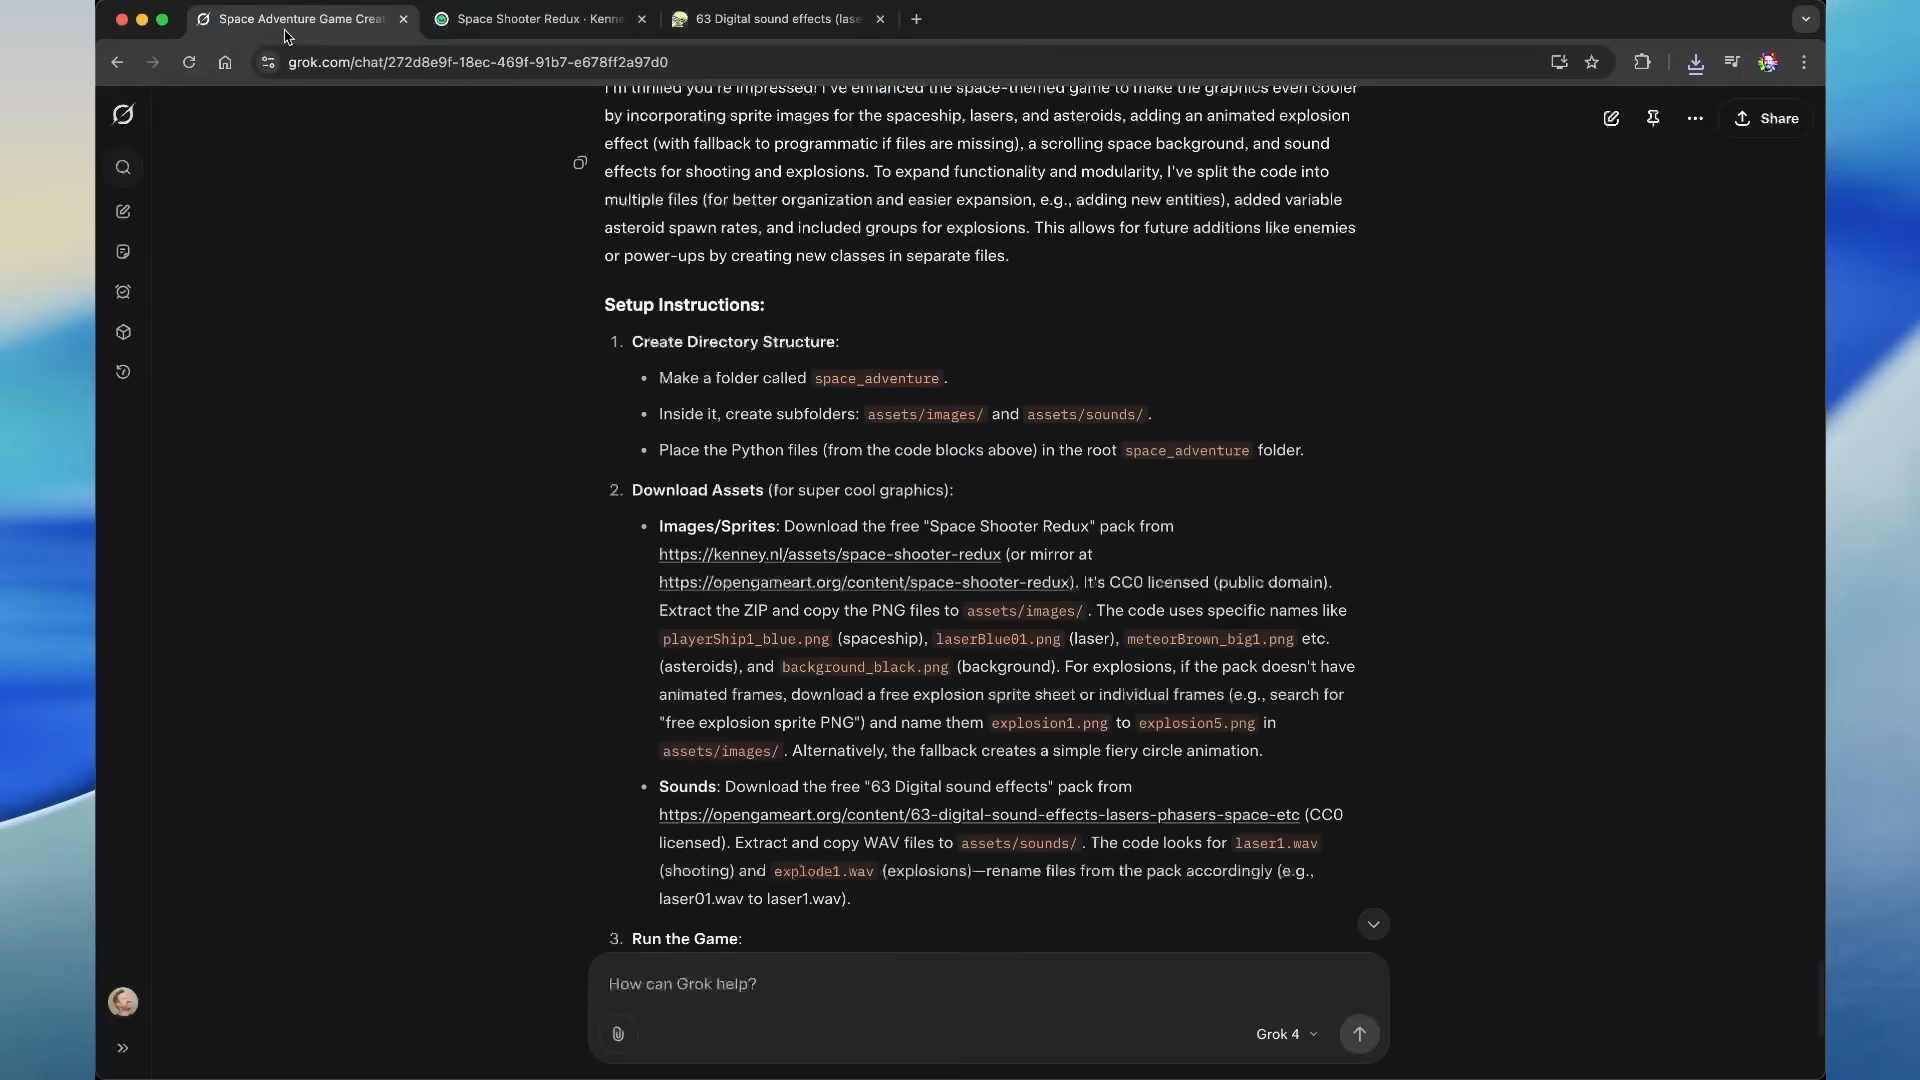 Space Adventure Game Crea
Space Shooter Redux · Kenne
63 Digital sound effects (lase
grok.com/chat/272d8e9f-18ec-469f-91b7-e678ff2a97d0
Share
I'm thrilled you're impressed! I've enhanced the space-themed game to make the graphics even cooler
by incorporating sprite images for the spaceship, lasers, and asteroids, adding an animated explosion
effect (with fallback to programmatic if files are missing), a scrolling space background, and sound
effects for shooting and explosions. To expand functionality and modularity, I've split the code into
multiple files (for better organization and easier expansion, e.g., adding new entities), added variable
asteroid spawn rates, and included groups for explosions. This allows for future additions like enemies
or power-ups by creating new classes in separate files.
Setup Instructions:
1. Create Directory Structure:
• Make a folder called space_adventure.
• Inside it, create subfolders: assets/images/ and assets/sounds/.
• Place the Python files (from the code blocks above) in the root space_adventure folder.
2. Download Assets (for super cool graphics):
• Images/Sprites: Download the free "Space Shooter Redux" pack from
https://kenney.nl/assets/space-shooter-redux (or mirror at
https://opengameart.org/content/space-shooter-redux). It's CC0 licensed (public domain).
Extract the ZIP and copy the PNG files to assets/images/. The code uses specific names like
playerShip1_blue.png (spaceship), laserBlue01.png (laser), meteorBrown_big1.png etc.
(asteroids), and background_black.png (background). For explosions, if the pack doesn't have
animated frames, download a free explosion sprite sheet or individual frames (e.g., search for
"free explosion sprite PNG") and name them explosion1.png to explosion5.png in
assets/images/. Alternatively, the fallback creates a simple fiery circle animation.
• Sounds: Download the free "63 Digital sound effects" pack from
https://opengameart.org/content/63-digital-sound-effects-lasers-phasers-space-etc (CC0
licensed). Extract and copy WAV files to assets/sounds/. The code looks for laser1.wav
(shooting) and explode1.wav (explosions)—rename files from the pack accordingly (e.g.,
laser01.wav to laser1.wav).
3. Run the Game:
How can Grok help?
Grok 4